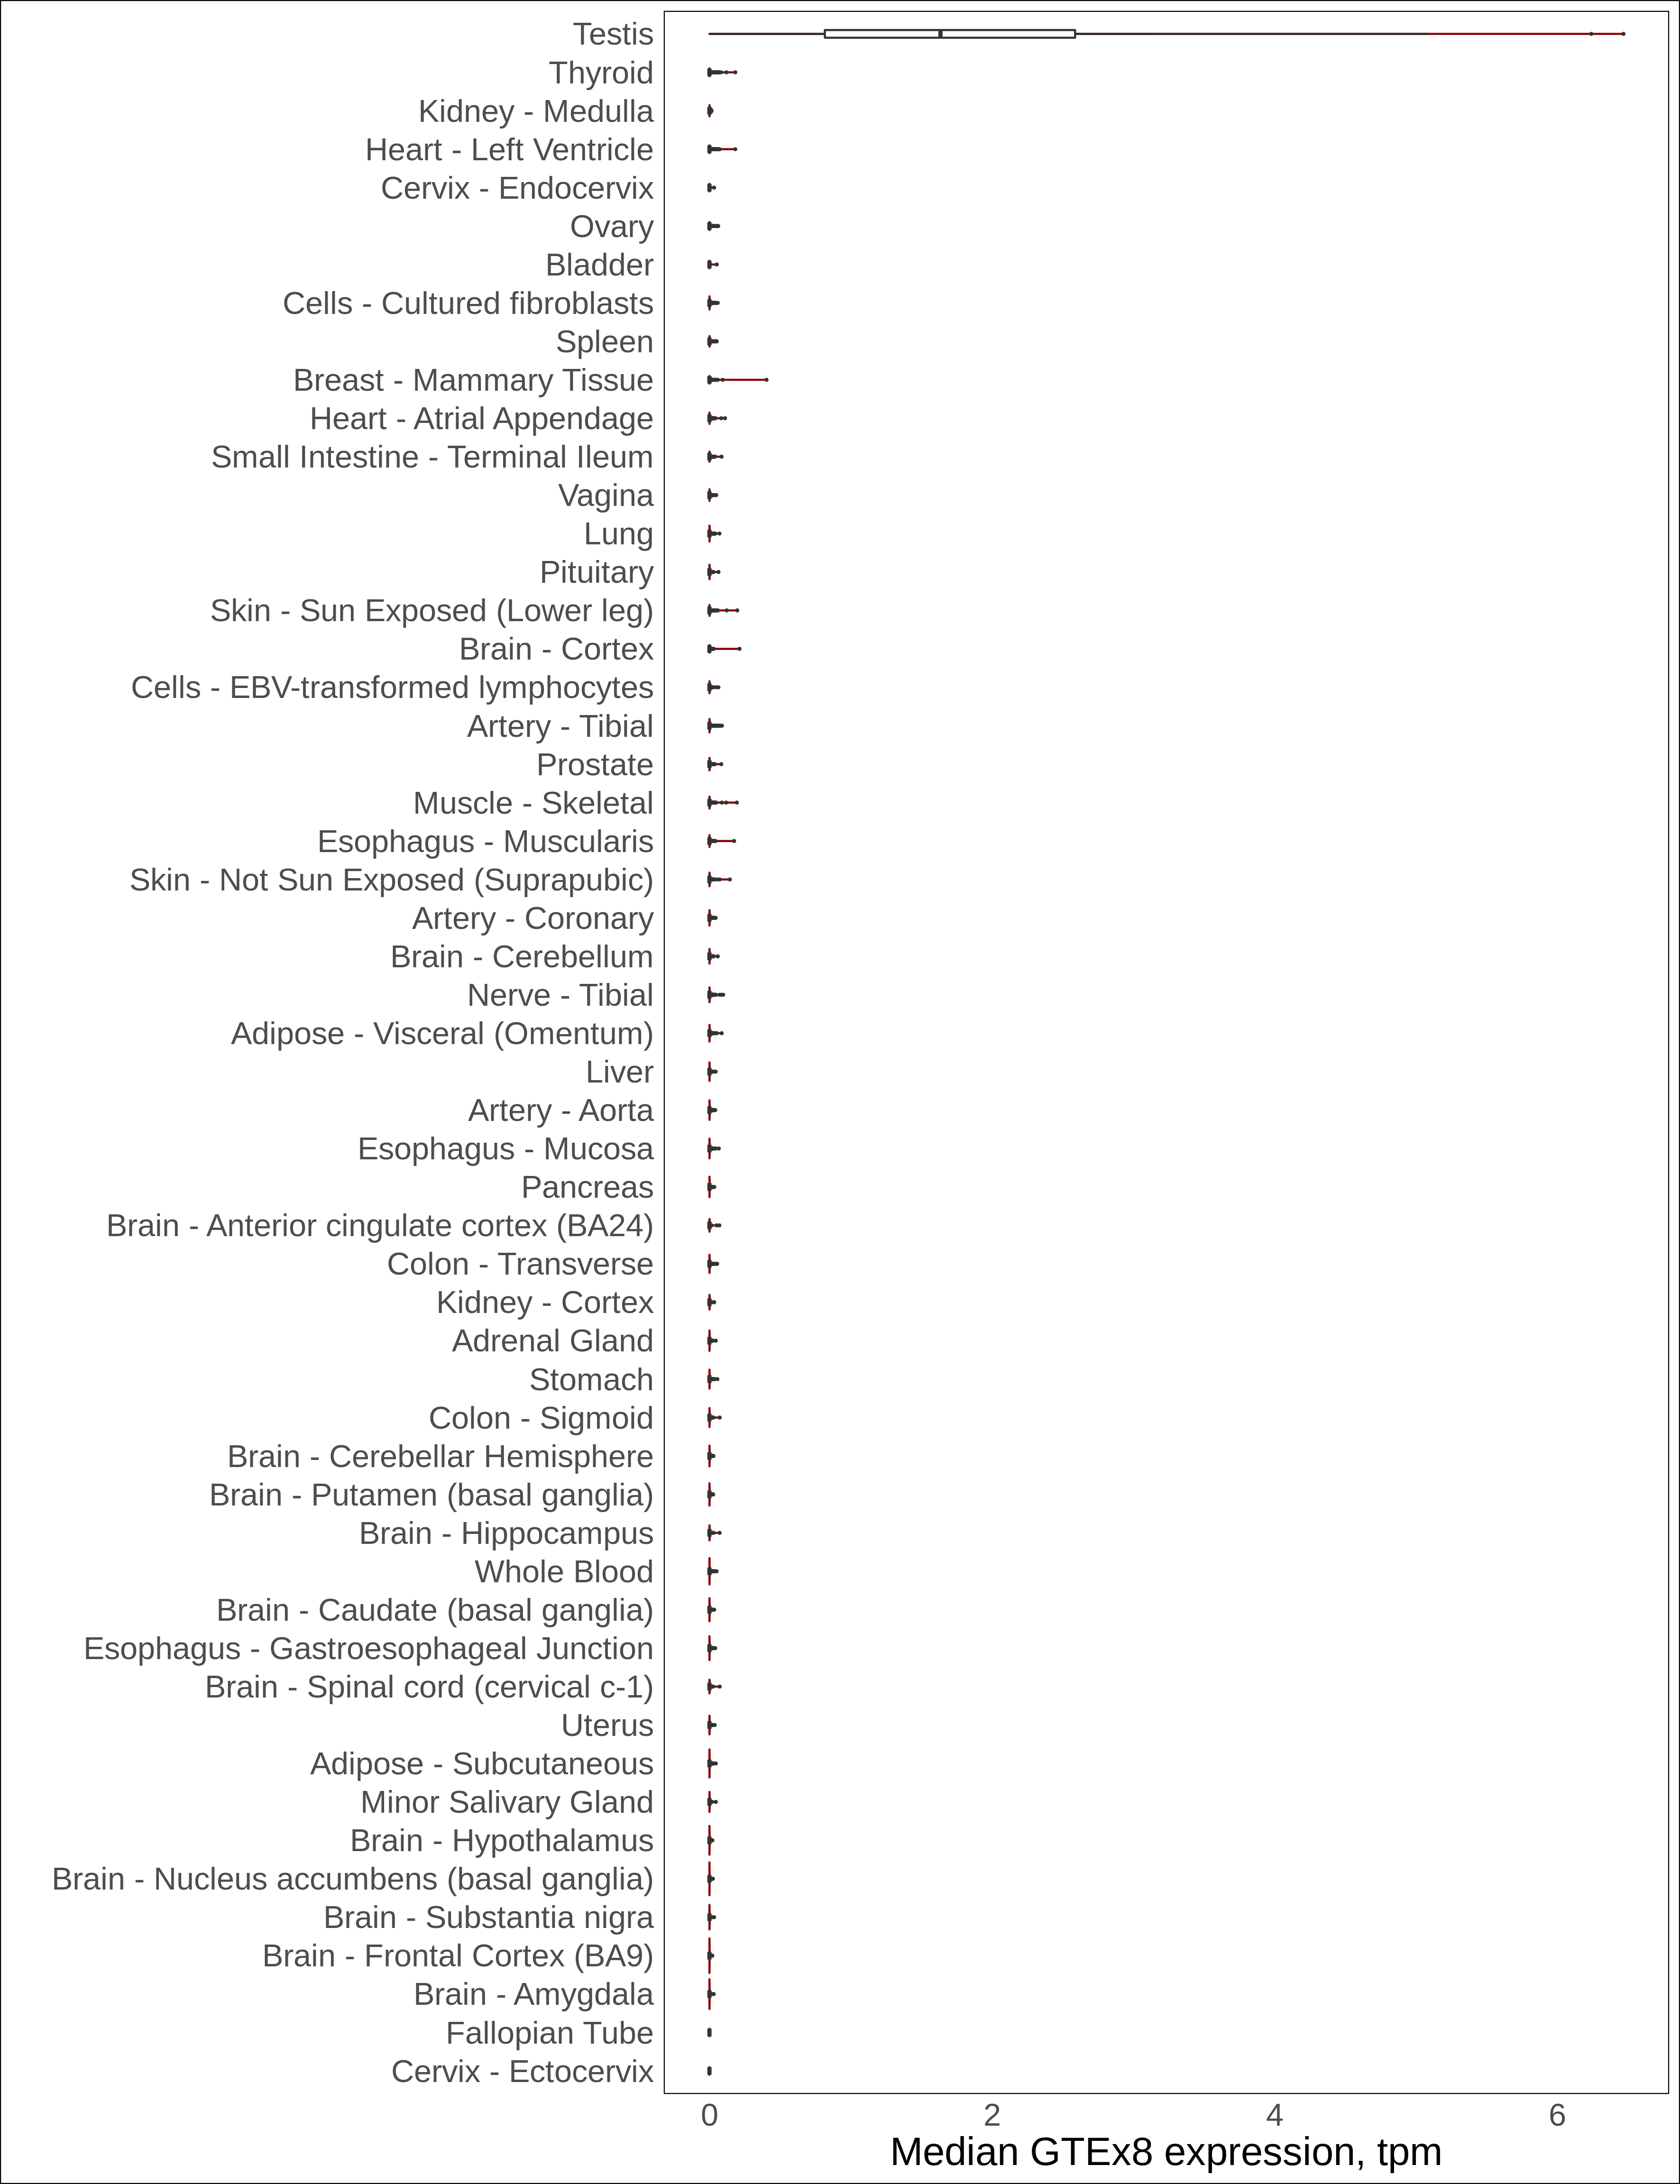 Testis
Thyroid
Kidney - Medulla
Heart - Left Ventricle
Cervix - Endocervix
Ovary
Bladder
Cells - Cultured fibroblasts
Spleen
Breast - Mammary Tissue
Heart - Atrial Appendage
Small Intestine - Terminal Ileum
Vagina
Lung
Pituitary
Skin - Sun Exposed (Lower leg)
Brain - Cortex
Cells - EBV-transformed lymphocytes
Artery - Tibial
Prostate
Muscle - Skeletal
Esophagus - Muscularis
Skin - Not Sun Exposed (Suprapubic)
Artery - Coronary
Brain - Cerebellum
Nerve - Tibial
Adipose - Visceral (Omentum)
Liver
Artery - Aorta
Esophagus - Mucosa
Pancreas
Brain - Anterior cingulate cortex (BA24)
Colon - Transverse
Kidney - Cortex
Adrenal Gland
Stomach
Colon - Sigmoid
Brain - Cerebellar Hemisphere
Brain - Putamen (basal ganglia)
Brain - Hippocampus
Whole Blood
Brain - Caudate (basal ganglia)
Esophagus - Gastroesophageal Junction
Brain - Spinal cord (cervical c-1)
Uterus
Adipose - Subcutaneous
Minor Salivary Gland
Brain - Hypothalamus
Brain - Nucleus accumbens (basal ganglia)
Brain - Substantia nigra
Brain - Frontal Cortex (BA9)
Brain - Amygdala
Fallopian Tube
Cervix - Ectocervix
0 2 4 6
Median GTEx8 expression, tpm